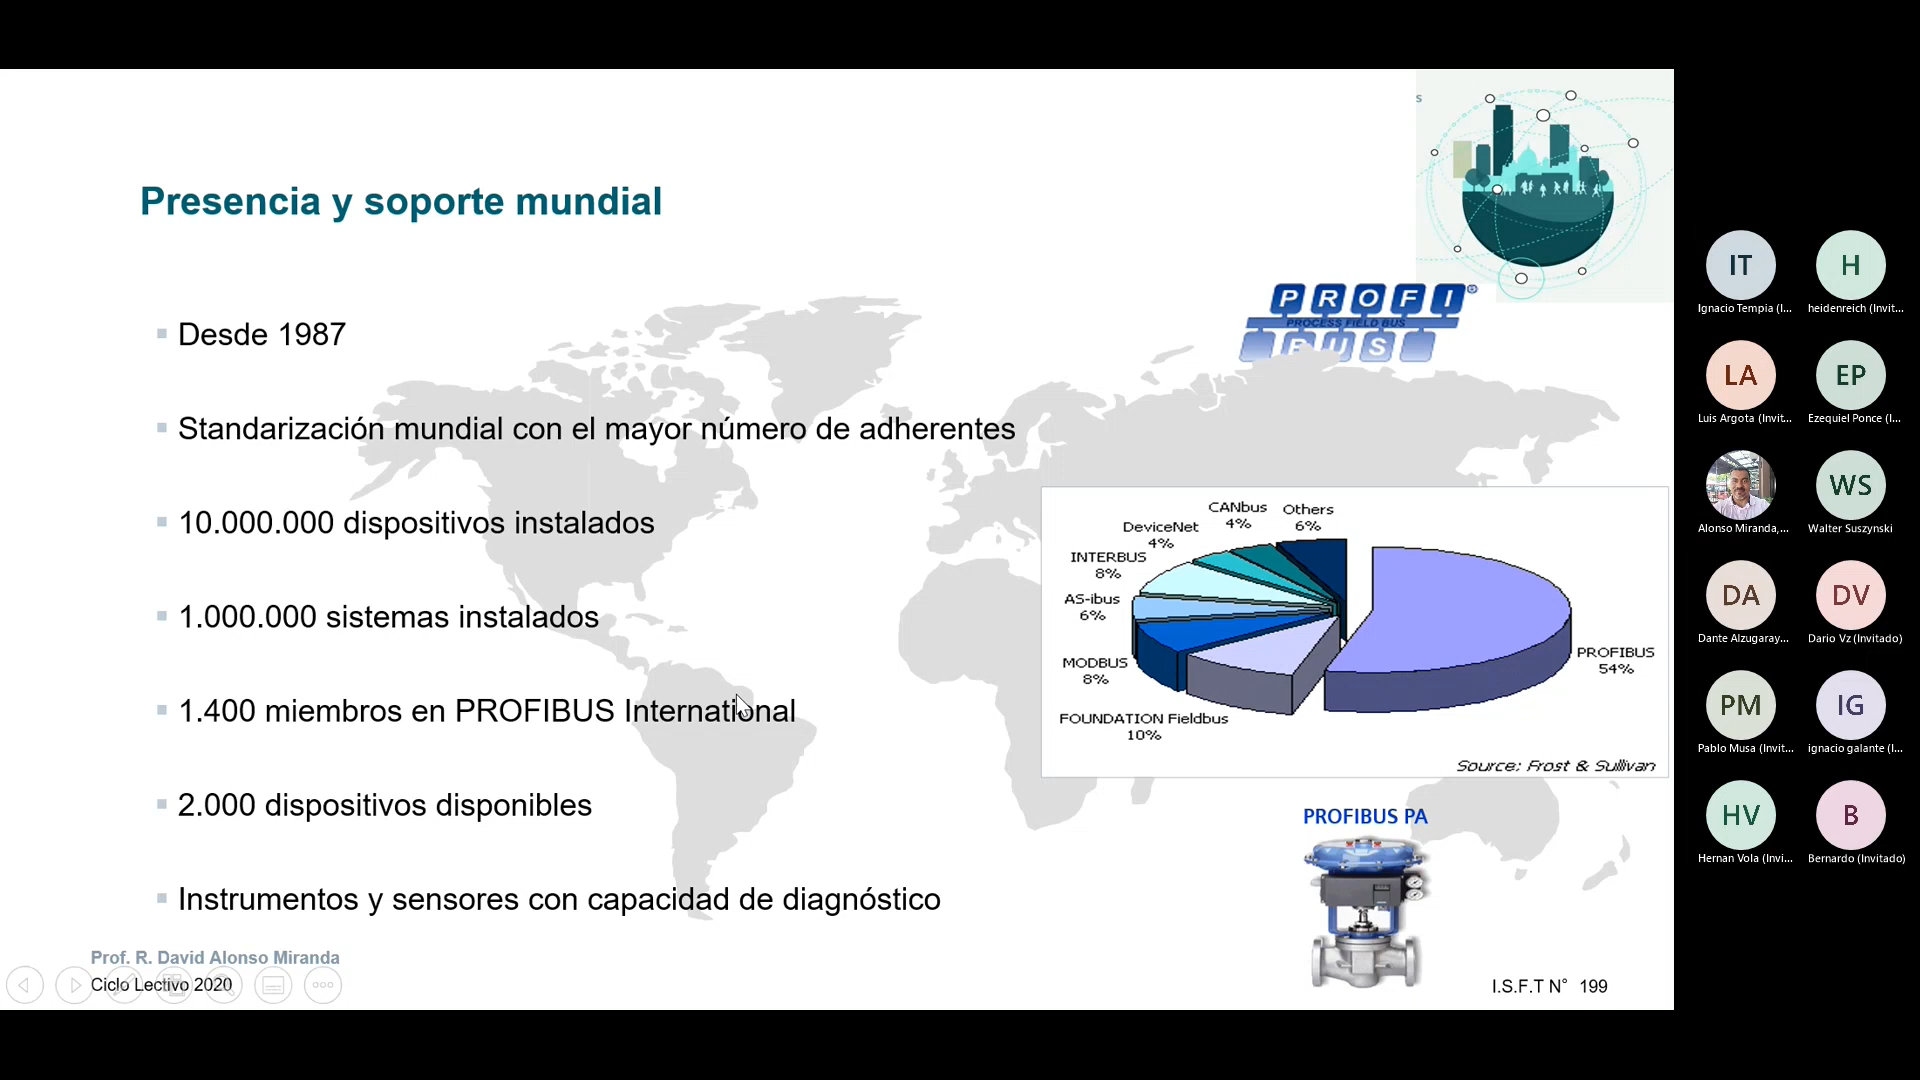 s
Presencia y soporte mundial
PROFI®
PROCESS FIELD BUS
BUS
Desde 1987
Standarización mundial con el mayor número de adherentes
10.000.000 dispositivos instalados
1.000.000 sistemas instalados
1.400 miembros en PROFIBUS International
2.000 dispositivos disponibles
Instrumentos y sensores con capacidad de diagnóstico
CANbus
4%
Others
6%
DeviceNet
4%
INTERBUS
8%
AS-ibus
6%
MODBUS
8%
FOUNDATION Fieldbus
10%
PROFIBUS
54%
Source: Frost & Sullivan
PROFIBUS PA
Prof. R. David Alonso Miranda
Ciclo Lectivo 2020
I.S.F.T N° 199
IT
Ignacio Tempia (I...
H
heidenreich (Invit...
LA
Luis Argota (Invit...
EP
Ezequiel Ponce (I...
Alonso Miranda,...
WS
Walter Suszynski
DA
Dante Alzugaray...
DV
Dario Vz (Invitado)
PM
Pablo Musa (Invit...
IG
ignacio galante (I...
HV
Hernan Vola (Invi...
B
Bernardo (Invitado)